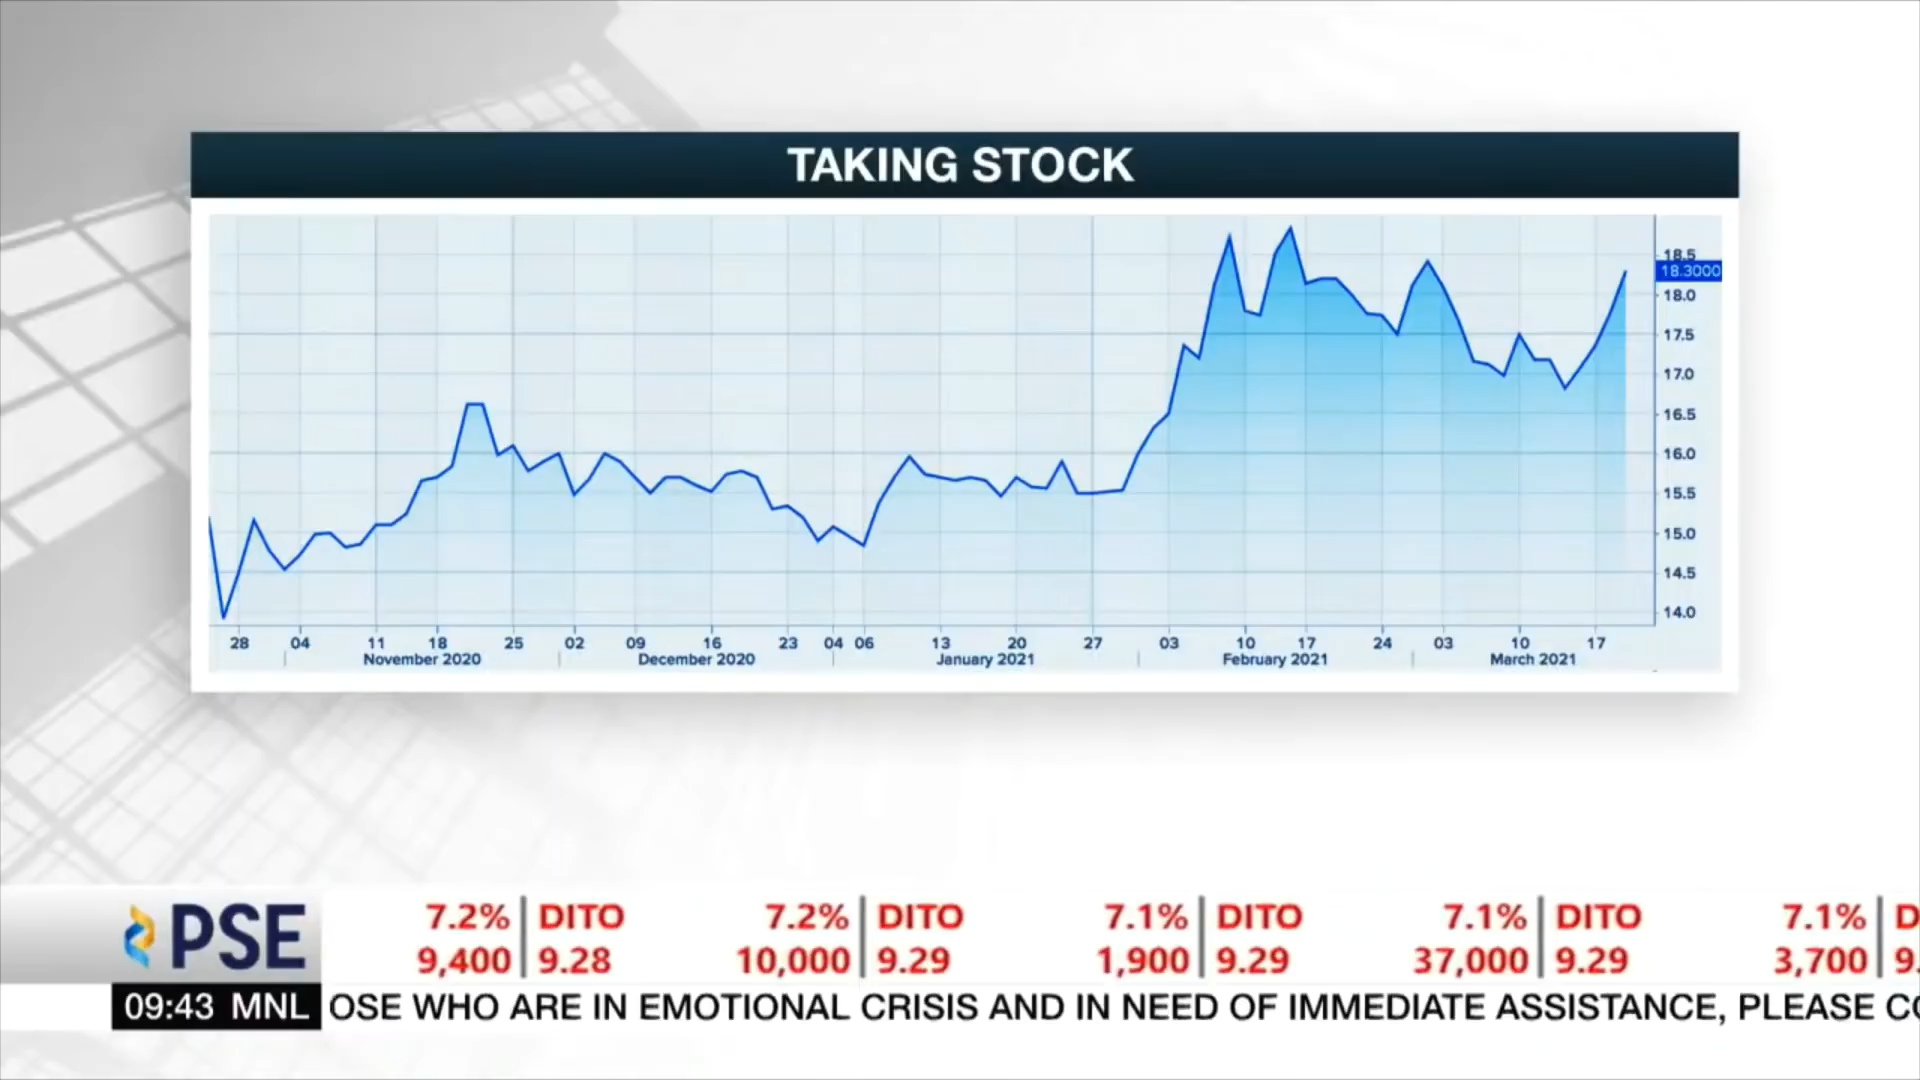 TAKING STOCK
18.5
18.3000
18.0
17.5
17.0
16.5
16.0
15.5
15.0
14.5
14.0
28 04 11 18 25 02 09 16 23 04 06 13 20 27 03 10 17 24 03 10 17
November 2020 December 2020 January 2021 February 2021 March 2021
PSE
7.2% DITO 7.2% DITO 7.1% DITO 7.1% DITO 7.1% D
9,400 9.28 10,000 9.29 1,900 9.29 37,000 9.29 3,700 9.
09:43 MNL OSE WHO ARE IN EMOTIONAL CRISIS AND IN NEED OF IMMEDIATE ASSISTANCE, PLEASE CO